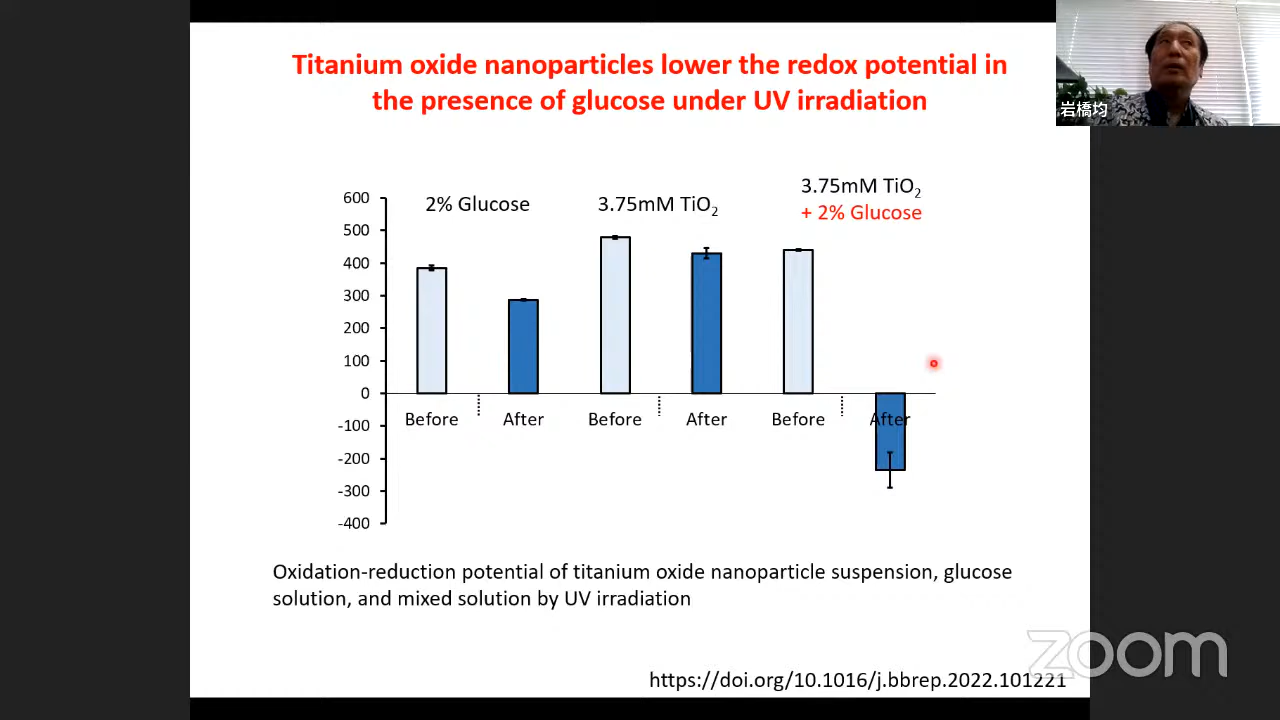 Titanium oxide nanoparticles lower the redox potential in
the presence of glucose under UV irradiation
岩橋均
2% Glucose
3.75mM TiO2
3.75mM TiO2
+ 2% Glucose
600
500
400
300
200
100
0
-100
-200
-300
-400
Before
After
Before
After
Before
After
Oxidation-reduction potential of titanium oxide nanoparticle suspension, glucose
solution, and mixed solution by UV irradiation
zoom
https://doi.org/10.1016/j.bbrep.2022.101221